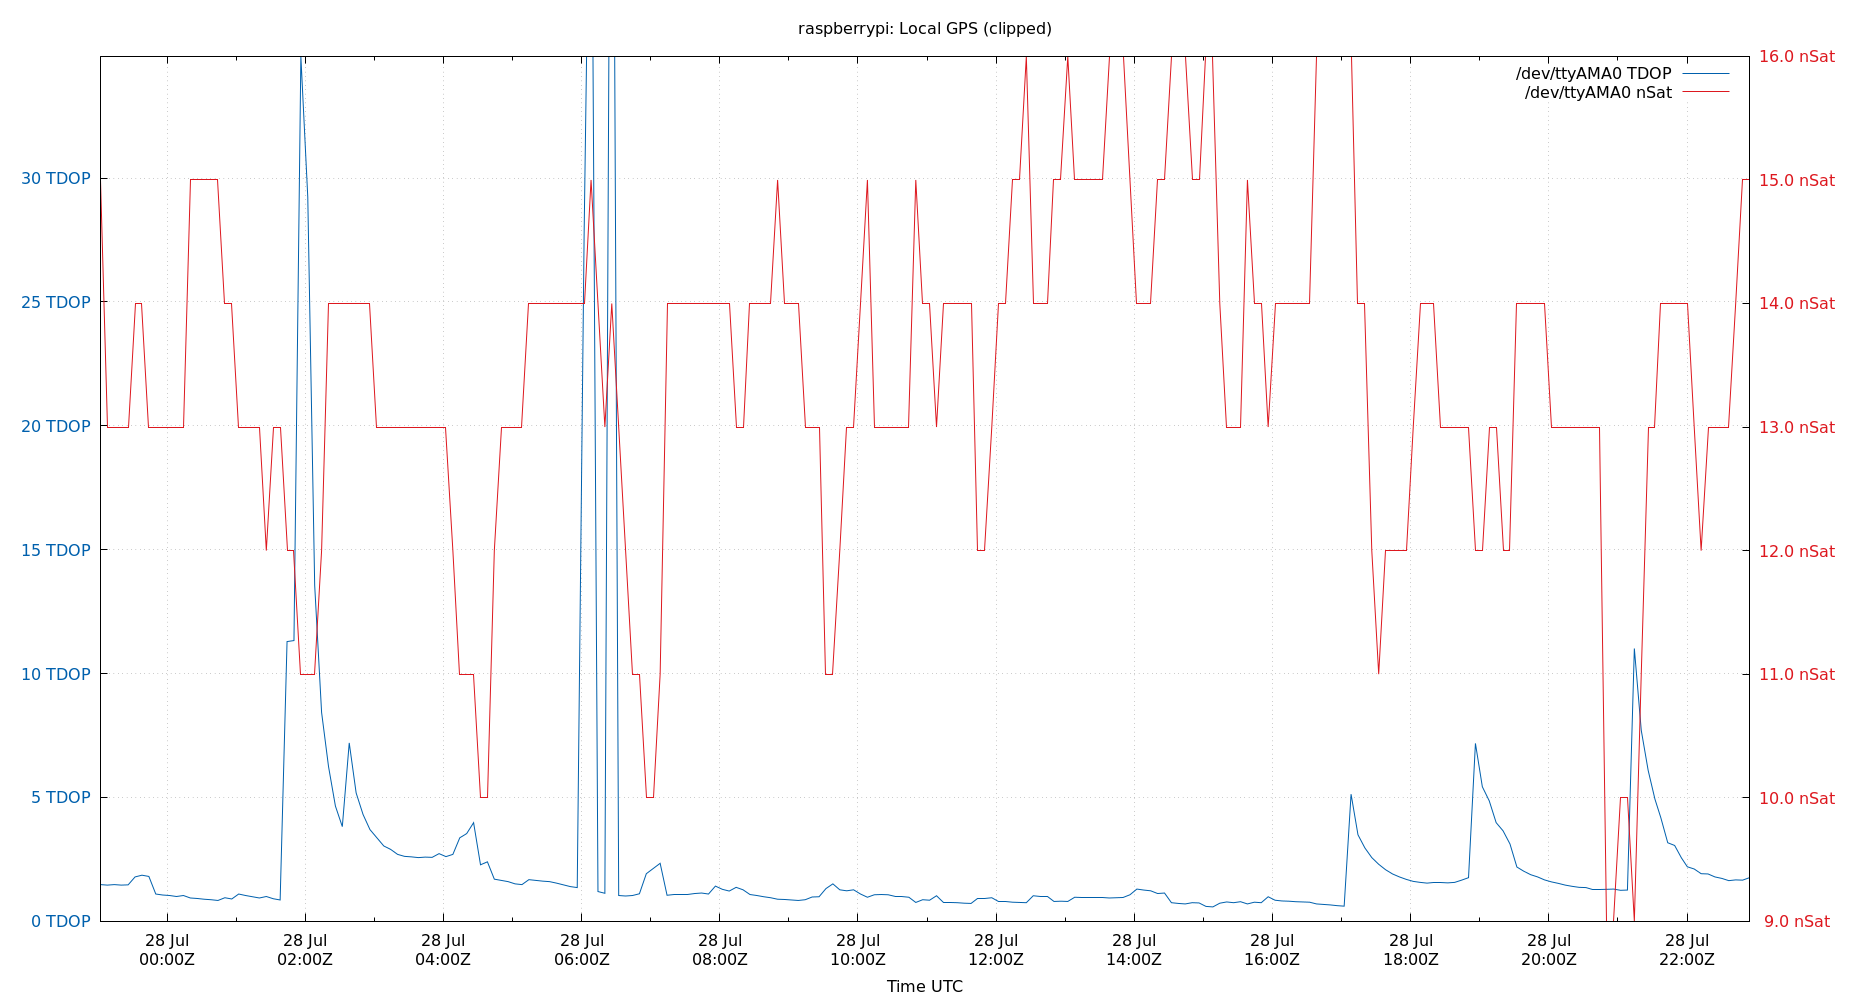 raspberrypi: Local GPS (clipped)
/dev/ttyAMA0 TDOP
/dev/ttyAMA0 nSat
30 TDOP
25 TDOP
20 TDOP
15 TDOP
10 TDOP
5 TDOP
0 TDOP
16.0 nSat
15.0 nSat
14.0 nSat
13.0 nSat
12.0 nSat
11.0 nSat
10.0 nSat
9.0 nSat
28 Jul
00:00Z
28 Jul
02:00Z
28 Jul
04:00Z
28 Jul
06:00Z
28 Jul
08:00Z
28 Jul
10:00Z
28 Jul
12:00Z
28 Jul
14:00Z
28 Jul
16:00Z
28 Jul
18:00Z
28 Jul
20:00Z
28 Jul
22:00Z
Time UTC